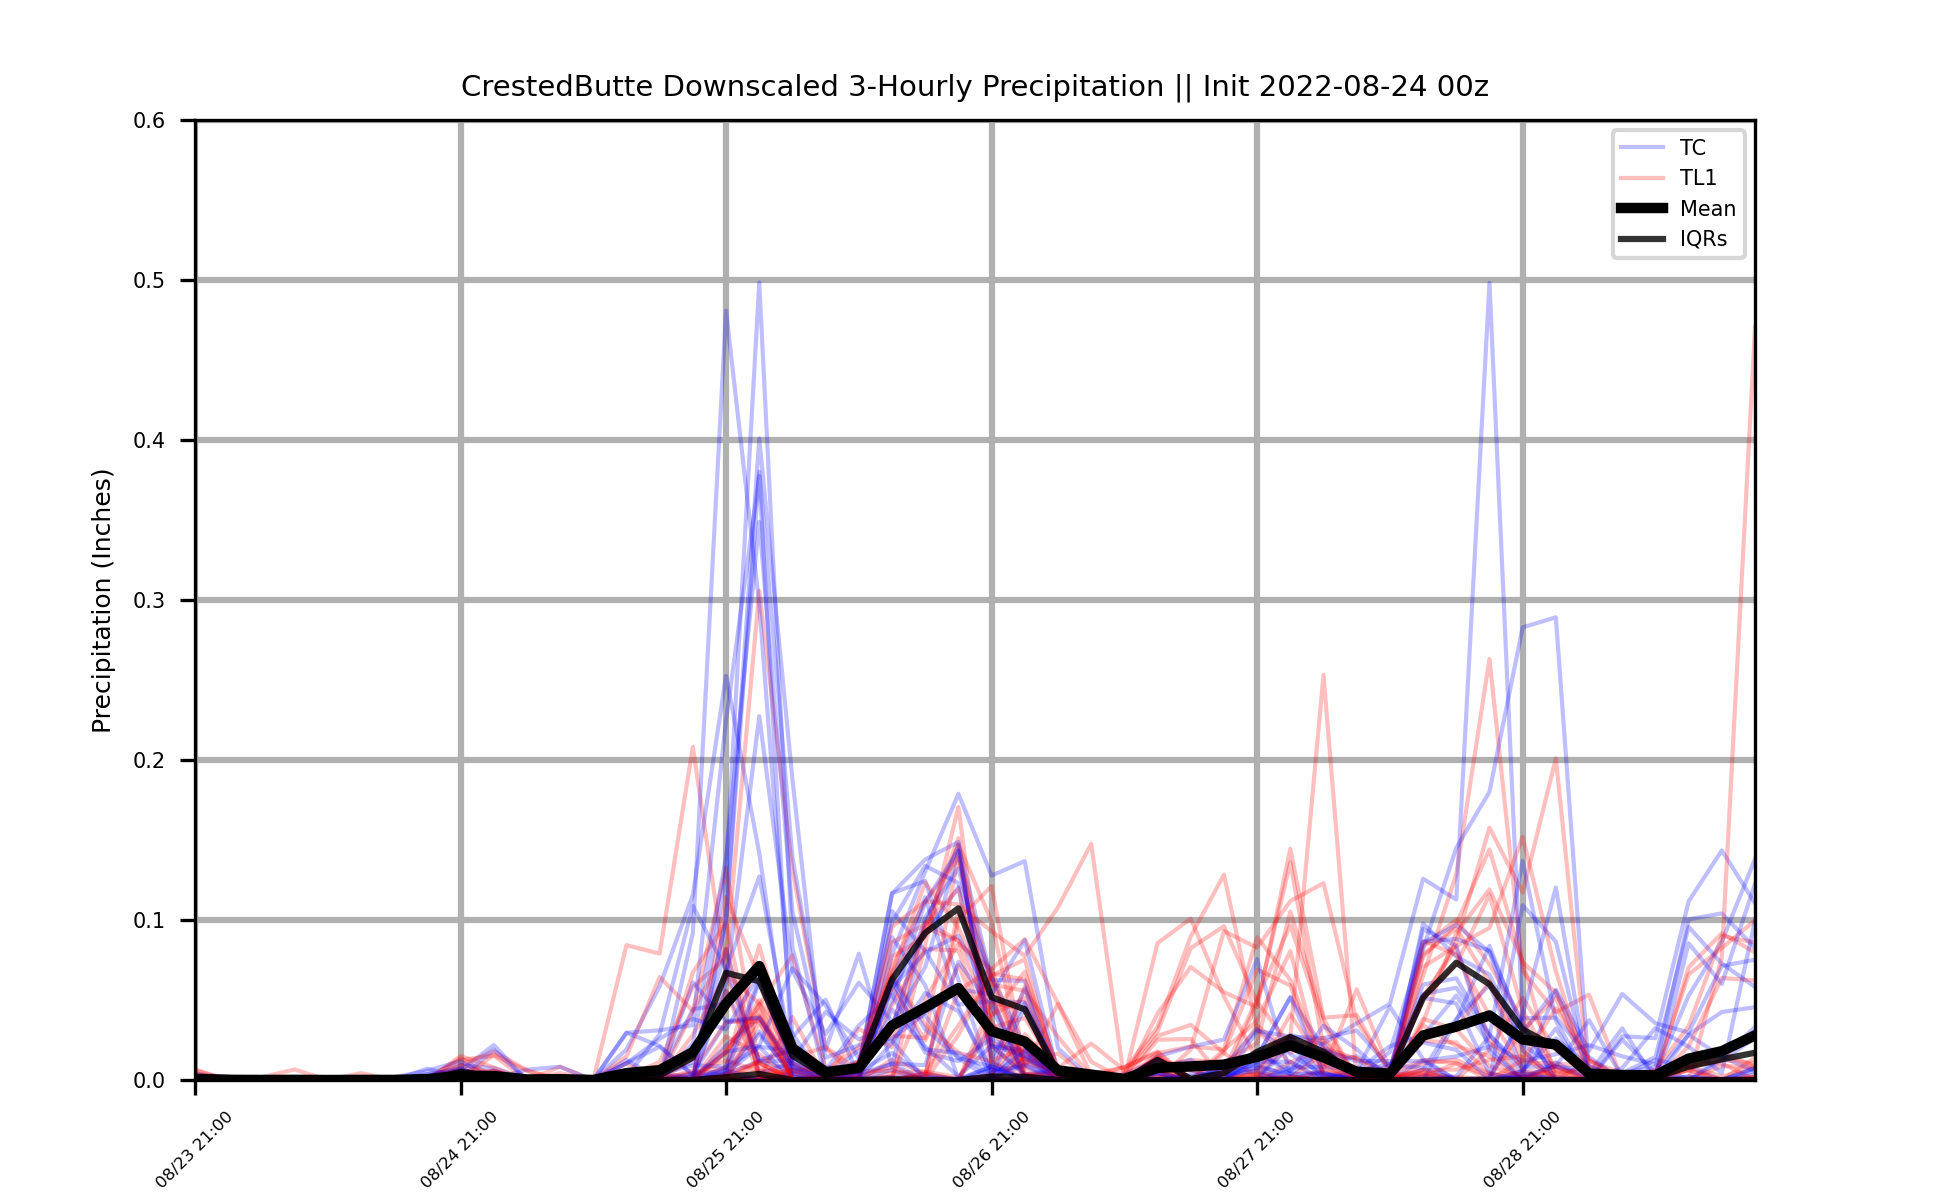 CrestedButte Downscaled 3-Hourly Precipitation || Init 2022-08-24 00z
Precipitation (Inches)
0.6
0.5
0.4
0.3
0.2
0.1
0.0
TC
TL1
Mean
IQRs
08/23 21:00
08/24 21:00
08/25 21:00
08/26 21:00
08/27 21:00
08/28 21:00